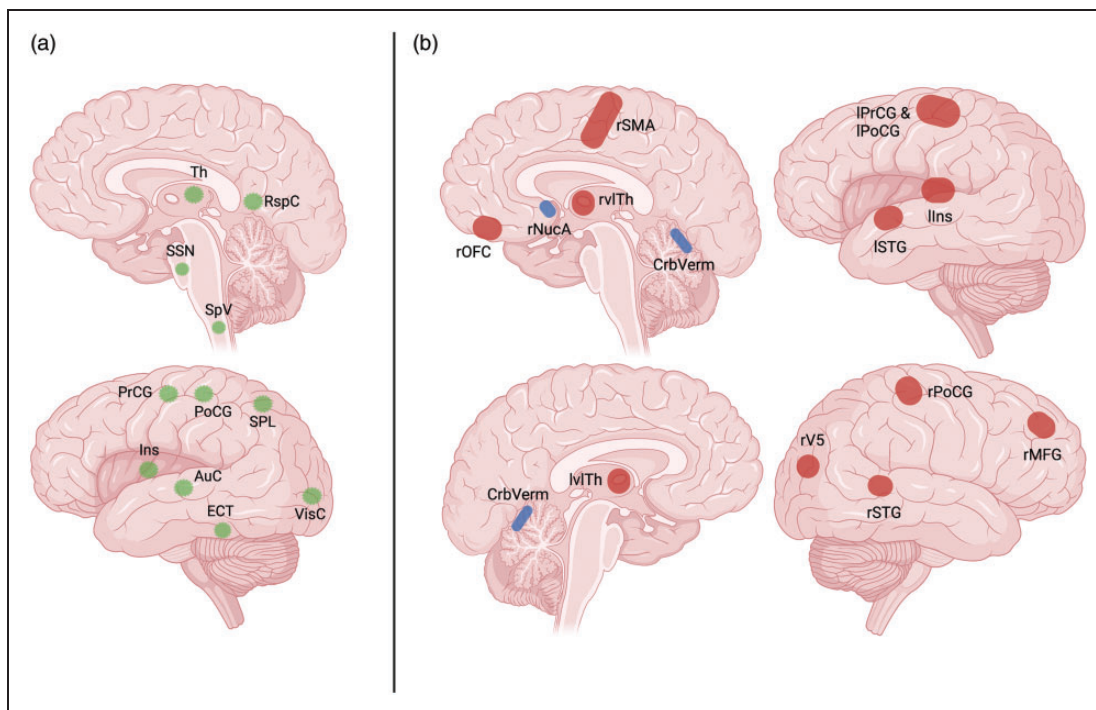 (a)
Th
RspC
SSN
SpV
PrCG
PoCG
SPL
Ins
AuC
ECT
VisC
(b)
rSMA
rvlTh
rNucA
rOFC
CrbVerm
lPrCG &
lPoCG
lIns
lSTG
CrbVerm
lvlTh
rPoCG
rV5
rMFG
rSTG